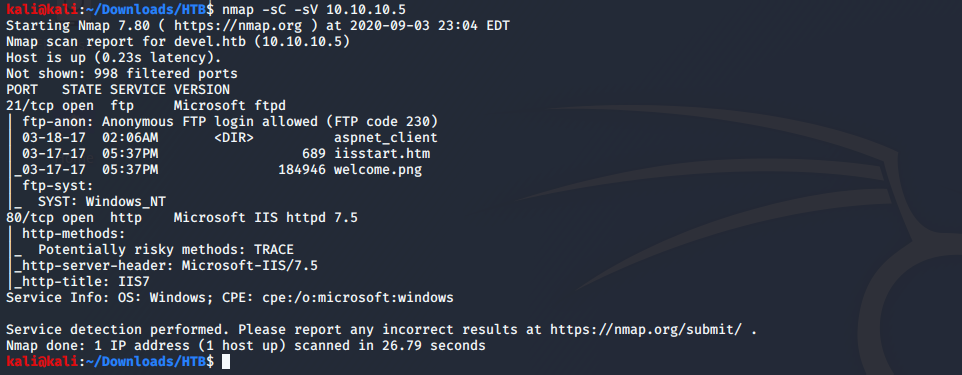 kali@kali:~/Downloads/HTB$ nmap -sC -sV 10.10.10.5
Starting Nmap 7.80 ( https://nmap.org ) at 2020-09-03 23:04 EDT
Nmap scan report for devel.htb (10.10.10.5)
Host is up (0.23s latency).
Not shown: 998 filtered ports
PORT   STATE SERVICE VERSION
21/tcp open  ftp     Microsoft ftpd
| ftp-anon: Anonymous FTP login allowed (FTP code 230)
| 03-18-17  02:06AM       <DIR>          aspnet_client
| 03-17-17  05:37PM                  689 iisstart.htm
|_03-17-17  05:37PM               184946 welcome.png
| ftp-syst:
|_  SYST: Windows_NT
80/tcp open  http    Microsoft IIS httpd 7.5
| http-methods:
|_  Potentially risky methods: TRACE
|_http-server-header: Microsoft-IIS/7.5
|_http-title: IIS7
Service Info: OS: Windows; CPE: cpe:/o:microsoft:windows
Service detection performed. Please report any incorrect results at https://nmap.org/submit/ .
Nmap done: 1 IP address (1 host up) scanned in 26.79 seconds
kali@kali:~/Downloads/HTB$